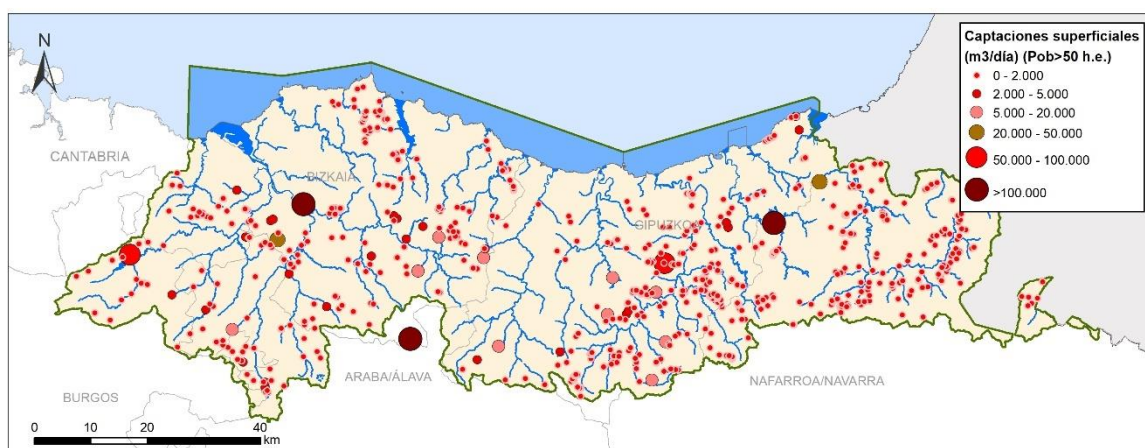 N
Captaciones superficiales
(m3/día) (Pob>50 h.e.)
0 - 2.000
2.000 - 5.000
5.000 - 20.000
20.000 - 50.000
50.000 - 100.000
>100.000
CANTABRIA
BIZKAIA
GIPUZKOA
ARABA/ÁLAVA
NAFARROA/NAVARRA
BURGOS
0 10 20 40
km